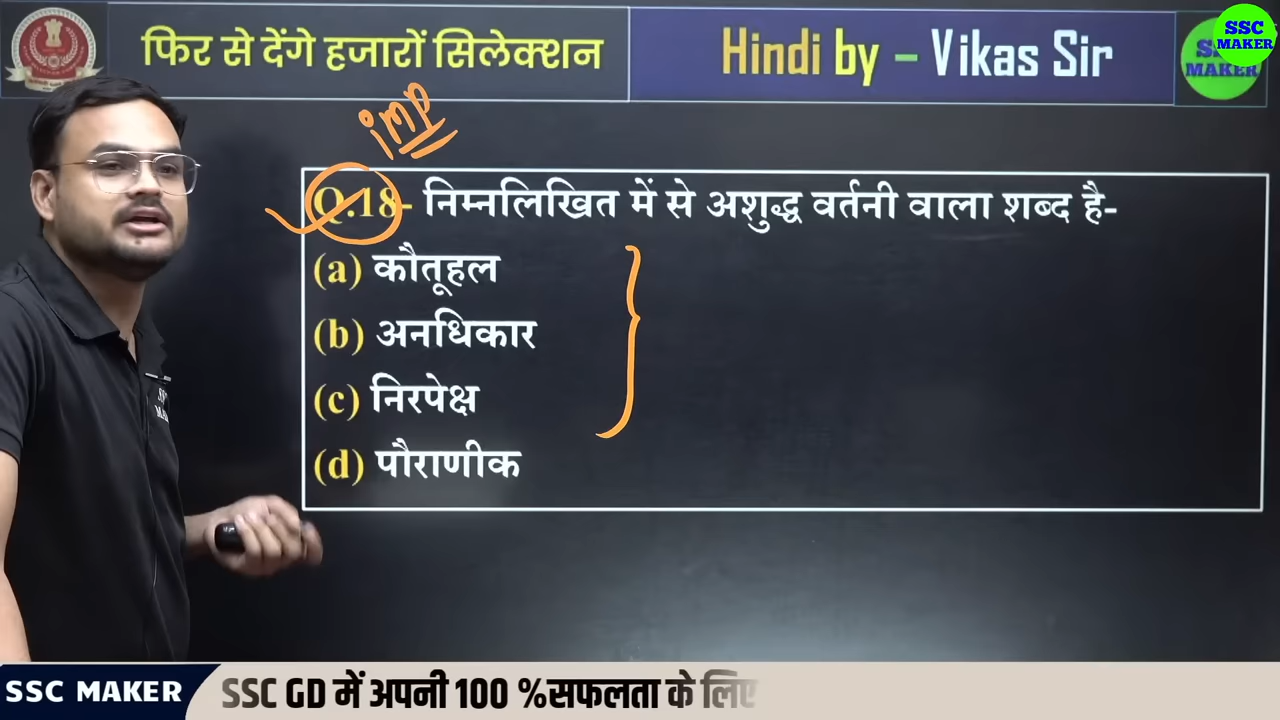 फिर से देंगे हजारों सिलेक्शन
Hindi by – Vikas Sir
SSC
MAKER
imp
Q.18- निम्नलिखित में से अशुद्ध वर्तनी वाला शब्द है-
(a) कौतूहल
(b) अनधिकार
(c) निरपेक्ष
(d) पौराणीक
SSC MAKER
SSC GD में अपनी 100 %सफलता के लिए